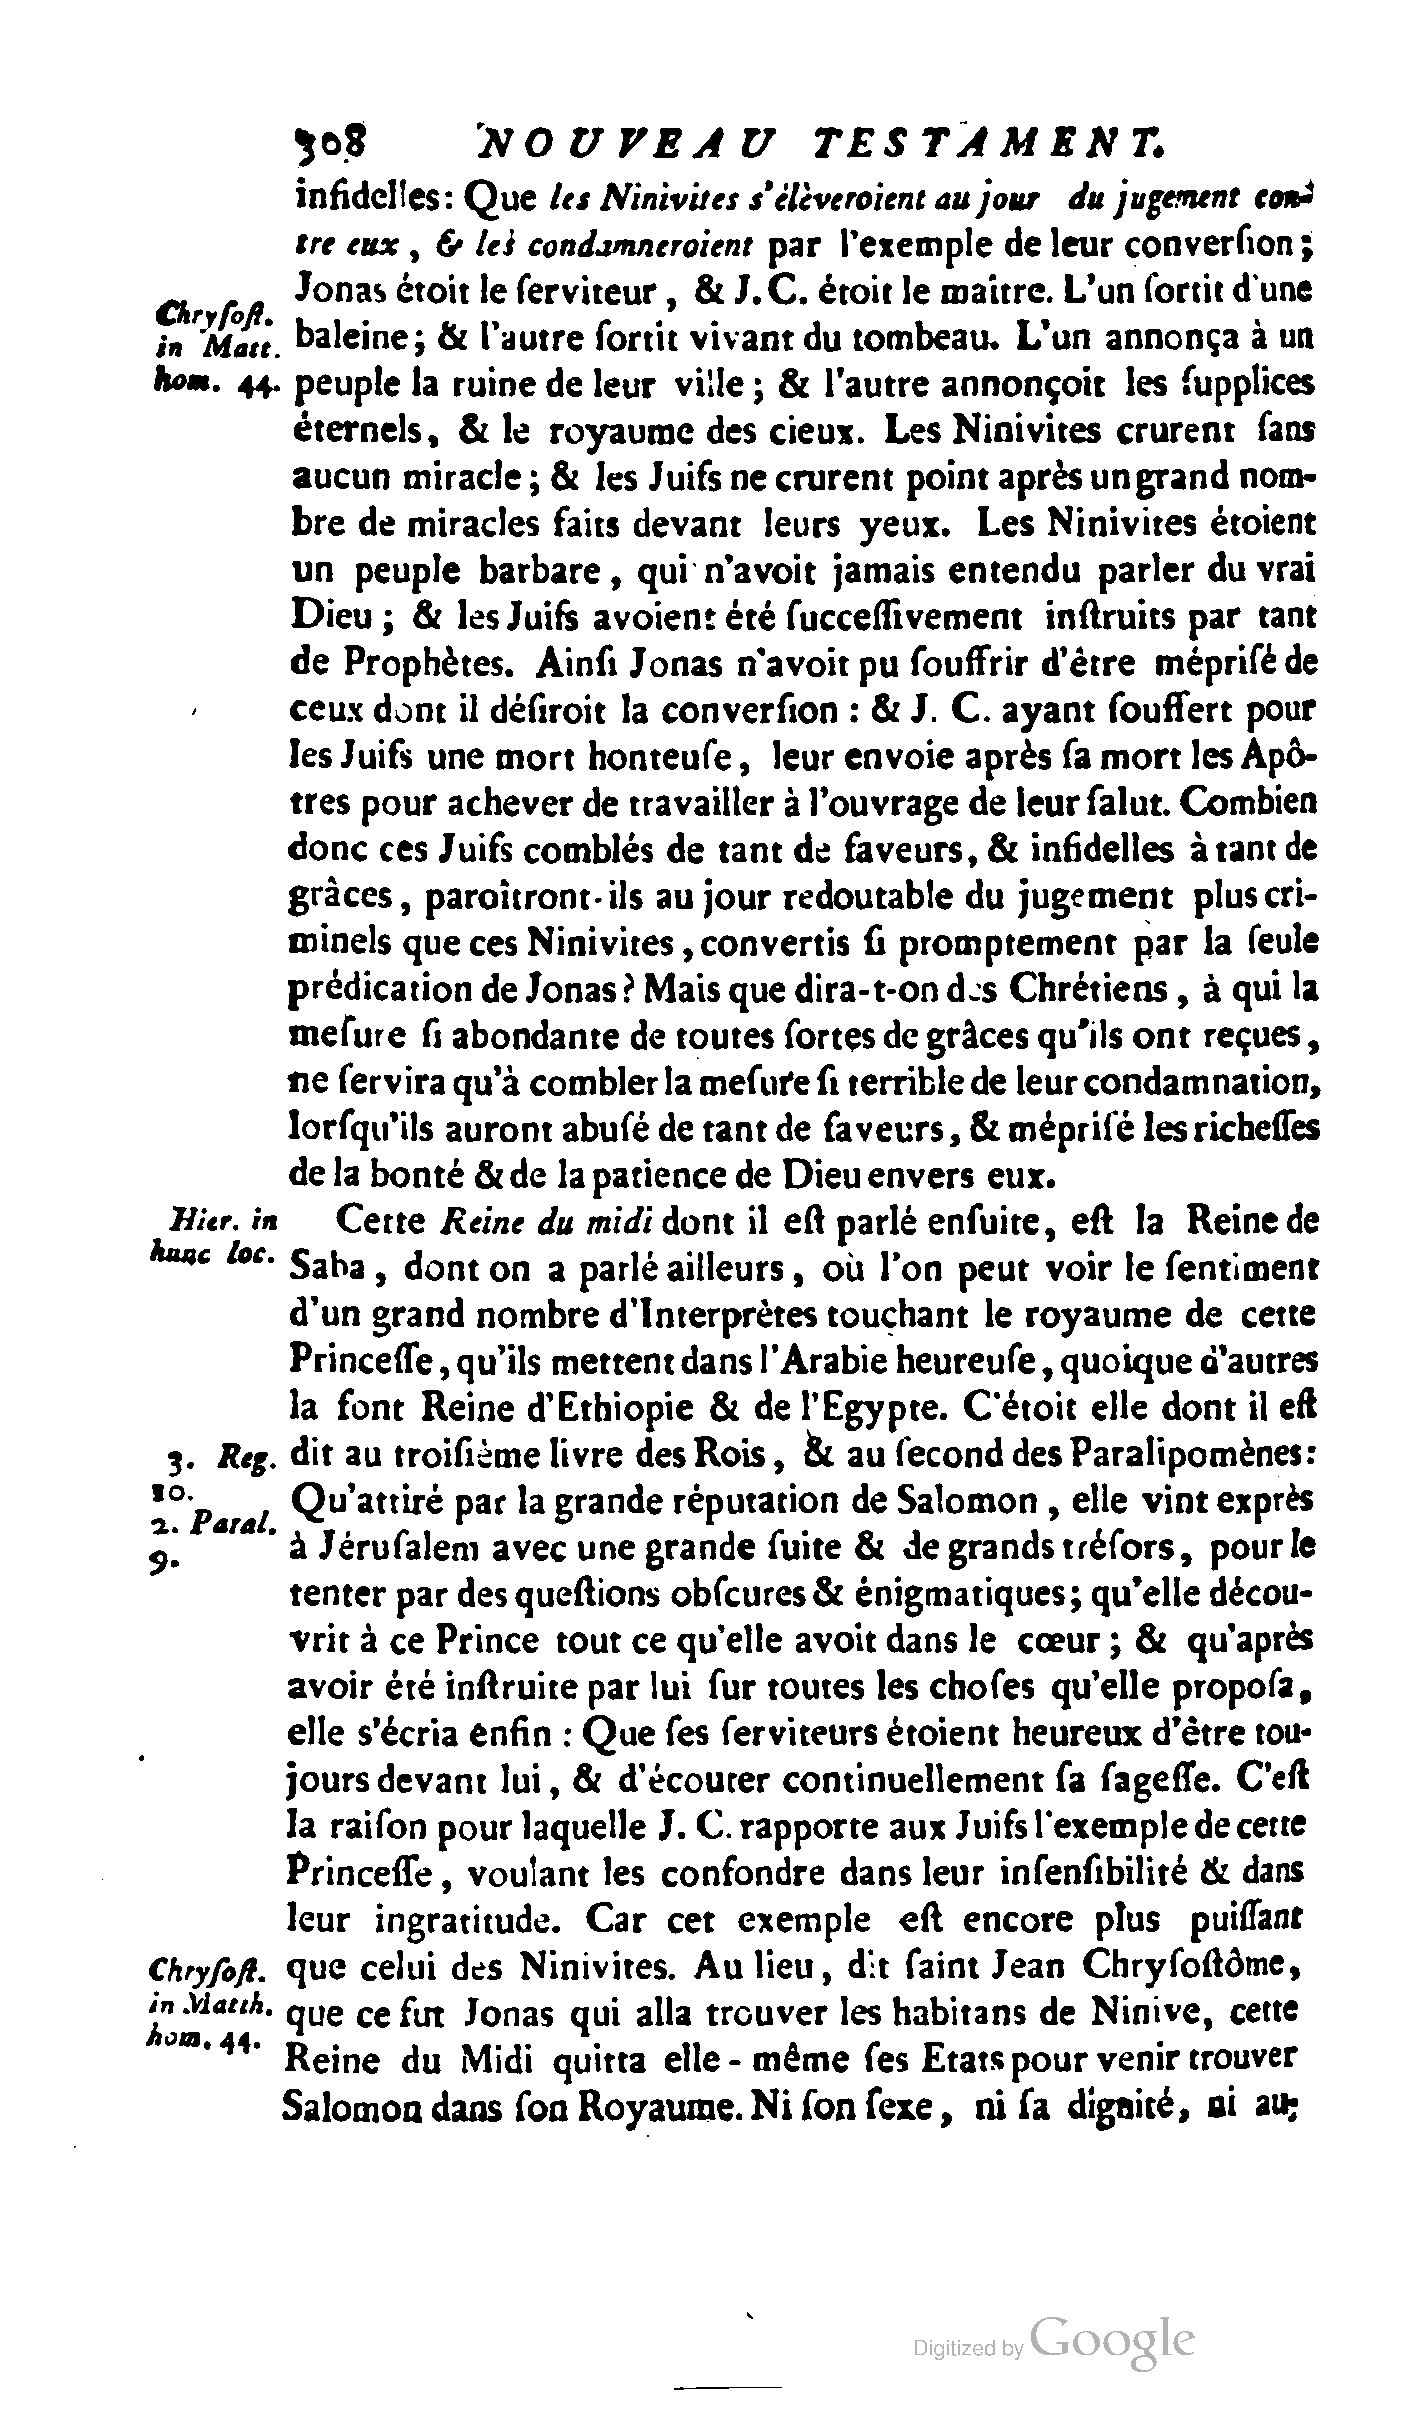 308 NOUVEAU TESTAMENT.
infidelles: Que les Ninivites s'élèveroient au jour du jugement con-
tre eux, & les condamneroient par l'exemple de leur converſion;
Jonas étoit le ſerviteur, & J. C. étoit le maître. L'un ſortit d'une
Chryſoſt.
baleine; & l'autre ſortit vivant du tombeau. L'un annonça à un
in Matt.
hom. 44.
peuple la ruine de leur ville; & l'autre annonçoit les ſupplices
éternels, & le royaume des cieux. Les Ninivites crurent ſans
aucun miracle; & les Juifs ne crurent point après un grand nom-
bre de miracles faits devant leurs yeux. Les Ninivites étoient
un peuple barbare, qui n'avoit jamais entendu parler du vrai
Dieu; & les Juifs avoient été ſucceſſivement inſtruits par tant
de Prophètes. Ainſi Jonas n'avoit pu ſouffrir d'être mépriſé de
ceux dont il déſiroit la converſion : & J. C. ayant ſouffert pour
les Juifs une mort honteuſe, leur envoie après ſa mort les Apô-
tres pour achever de travailler à l'ouvrage de leur ſalut. Combien
donc ces Juifs comblés de tant de faveurs, & infidelles à tant de
grâces, paroîtront-ils au jour redoutable du jugement plus cri-
minels que ces Ninivites, convertis ſi promptement par la ſeule
prédication de Jonas? Mais que dira-t-on des Chrétiens, à qui la
meſure ſi abondante de toutes ſortes de grâces qu'ils ont reçues,
ne ſervira qu'à combler la meſure ſi terrible de leur condamnation,
lorſqu'ils auront abuſé de tant de faveurs, & mépriſé les richeſſes
de la bonté & de la patience de Dieu envers eux.
Hier. in
hunc loc.
Cette Reine du midi dont il eſt parlé enſuite, eſt la Reine de
Saba, dont on a parlé ailleurs, où l'on peut voir le ſentiment
d'un grand nombre d'Interprètes touchant le royaume de cette
Princeſſe, qu'ils mettent dans l'Arabie heureuſe, quoique d'autres
la font Reine d'Ethiopie & de l'Egypte. C'étoit elle dont il eſt
3. Reg.
10.
2. Paral.
9.
dit au troiſième livre des Rois, & au ſecond des Paralipomènes:
Qu'attiré par la grande réputation de Salomon, elle vint exprès
à Jéruſalem avec une grande ſuite & de grands tréſors, pour le
tenter par des queſtions obſcures & énigmatiques; qu'elle décou-
vrit à ce Prince tout ce qu'elle avoit dans le cœur; & qu'après
avoir été inſtruite par lui ſur toutes les choſes qu'elle propoſa,
elle s'écria enfin : Que ſes ſerviteurs étoient heureux d'être tou-
jours devant lui, & d'écouter continuellement ſa ſageſſe. C'eſt
la raiſon pour laquelle J. C. rapporte aux Juifs l'exemple de cette
Princeſſe, voulant les confondre dans leur inſenſibilité & dans
leur ingratitude. Car cet exemple eſt encore plus puiſſant
Chryſoſt.
in Matth.
hom. 44.
que celui des Ninivites. Au lieu, dit ſaint Jean Chryſoſtôme,
que ce fut Jonas qui alla trouver les habitans de Ninive, cette
Reine du Midi quitta elle-même ſes Etats pour venir trouver
Salomon dans ſon Royaume. Ni ſon ſexe, ni ſa dignité, ni au-
Digitized by Google